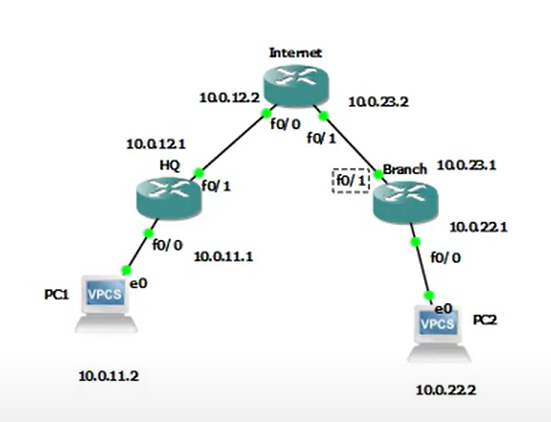 Internet
10.0.12.2
10.0.23.2
f0/0
f0/1
10.0.12.1
HQ
f0/1
Branch
10.0.23.1
f0/1
10.0.22.1
f0/0
10.0.11.1
f0/0
PC1
VPCS
e0
e0
VPCS
PC2
10.0.11.2
10.0.22.2